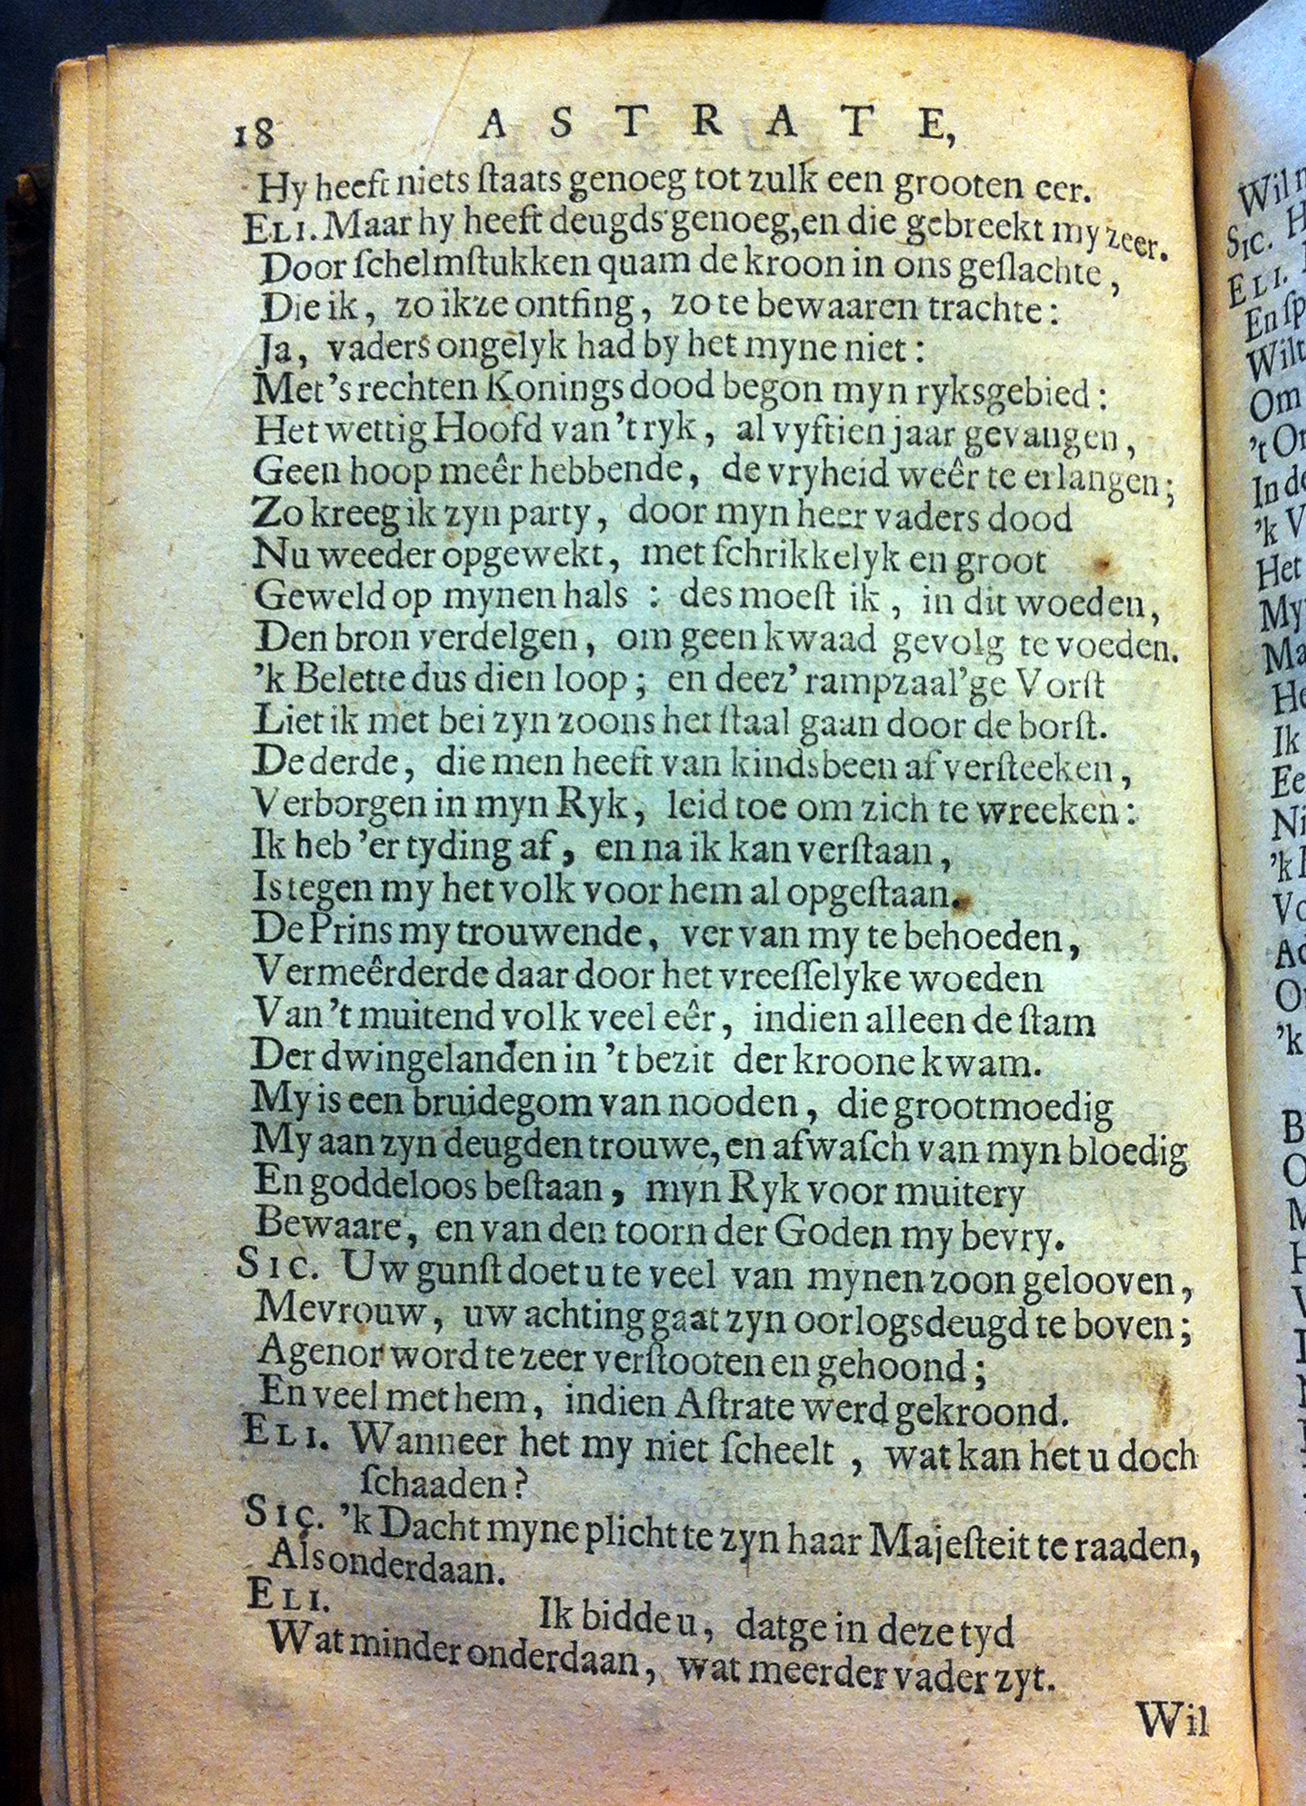 18 ASTRATE,
Hy heeft niets ſtaats genoeg tot zulk een grooten eer.
ELI. Maar hy heeft deugds genoeg, en die gebreekt my zeer.
Door ſchelmſtukken quam de kroon in ons geſlachte,
Die ik, zo ikze ontfing, zo te bewaaren trachte:
Ja, vaders ongelyk had by het myne niet:
Met 's rechten Konings dood begon myn ryksgebied:
Het wettig Hoofd van 't ryk, al vyftien jaar gevangen,
Geen hoop meêr hebbende, de vryheid weêr te erlangen;
Zo kreeg ik zyn party, door myn heer vaders dood
Nu weeder opgewekt, met ſchrikkelyk en groot
Geweld op mynen hals : des moeſt ik, in dit woeden,
Den bron verdelgen, om geen kwaad gevolg te voeden.
'k Belette dus dien loop; en deez' rampzaal'ge Vorſt
Liet ik met bei zyn zoons het ſtaal gaan door de borſt.
De derde, die men heeft van kindsbeen af verſteeken,
Verborgen in myn Ryk, leid toe om zich te wreeken:
Ik heb 'er tyding af, en na ik kan verſtaan,
Is tegen my het volk voor hem al opgeſtaan.
De Prins my trouwende, ver van my te behoeden,
Vermeêrderde daar door het vreeſſelyke woeden
Van 't muitend volk veel eêr, indien alleen de ſtam
Der dwingelanden in 't bezit der kroone kwam.
My is een bruidegom van nooden, die grootmoedig
My aan zyn deugden trouwe, en afwaſch van myn bloedig
En goddeloos beſtaan, myn Ryk voor muitery
Bewaare, en van den toorn der Goden my bevry.
SIC. Uw gunſt doet u te veel van mynen zoon gelooven,
Mevrouw, uw achting gaat zyn oorlogsdeugd te boven;
Agenor word te zeer verſtooten en gehoond;
En veel met hem, indien Aſtrate werd gekroond.
ELI. Wanneer het my niet ſcheelt, wat kan het u doch
ſchaaden?
SIC. 'k Dacht myne plicht te zyn haar Majeſteit te raaden,
Als onderdaan.
ELI. Ik bidde u, datge in deze tyd
Wat minder onderdaan, wat meerder vader zyt.
Wil